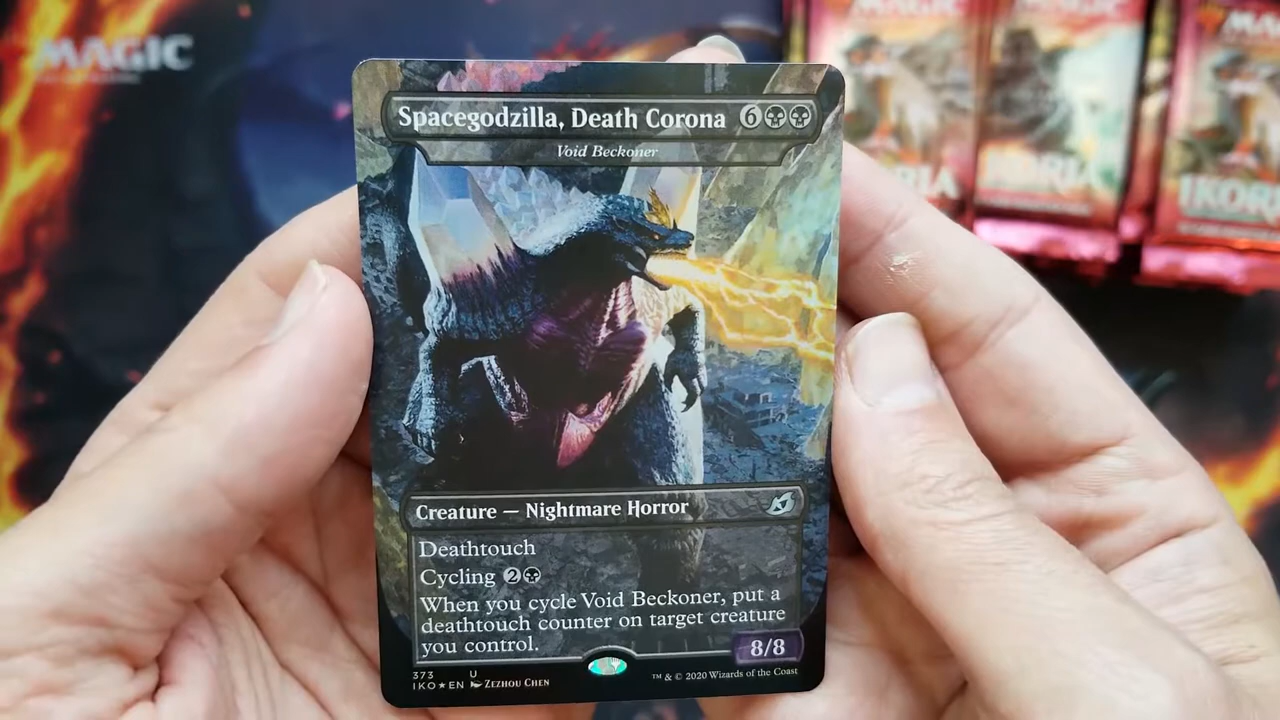 MAGIC
MAGIC
MAGIC
Spacegodzilla, Death Corona 6
Void Beckoner
IKORIA
IKORIA
Creature — Nightmare Horror
Deathtouch
Cycling 2
When you cycle Void Beckoner, put a
deathtouch counter on target creature
you control.
8/8
373 U
IKO★EN Zezhou Chen
™ & © 2020 Wizards of the Coast